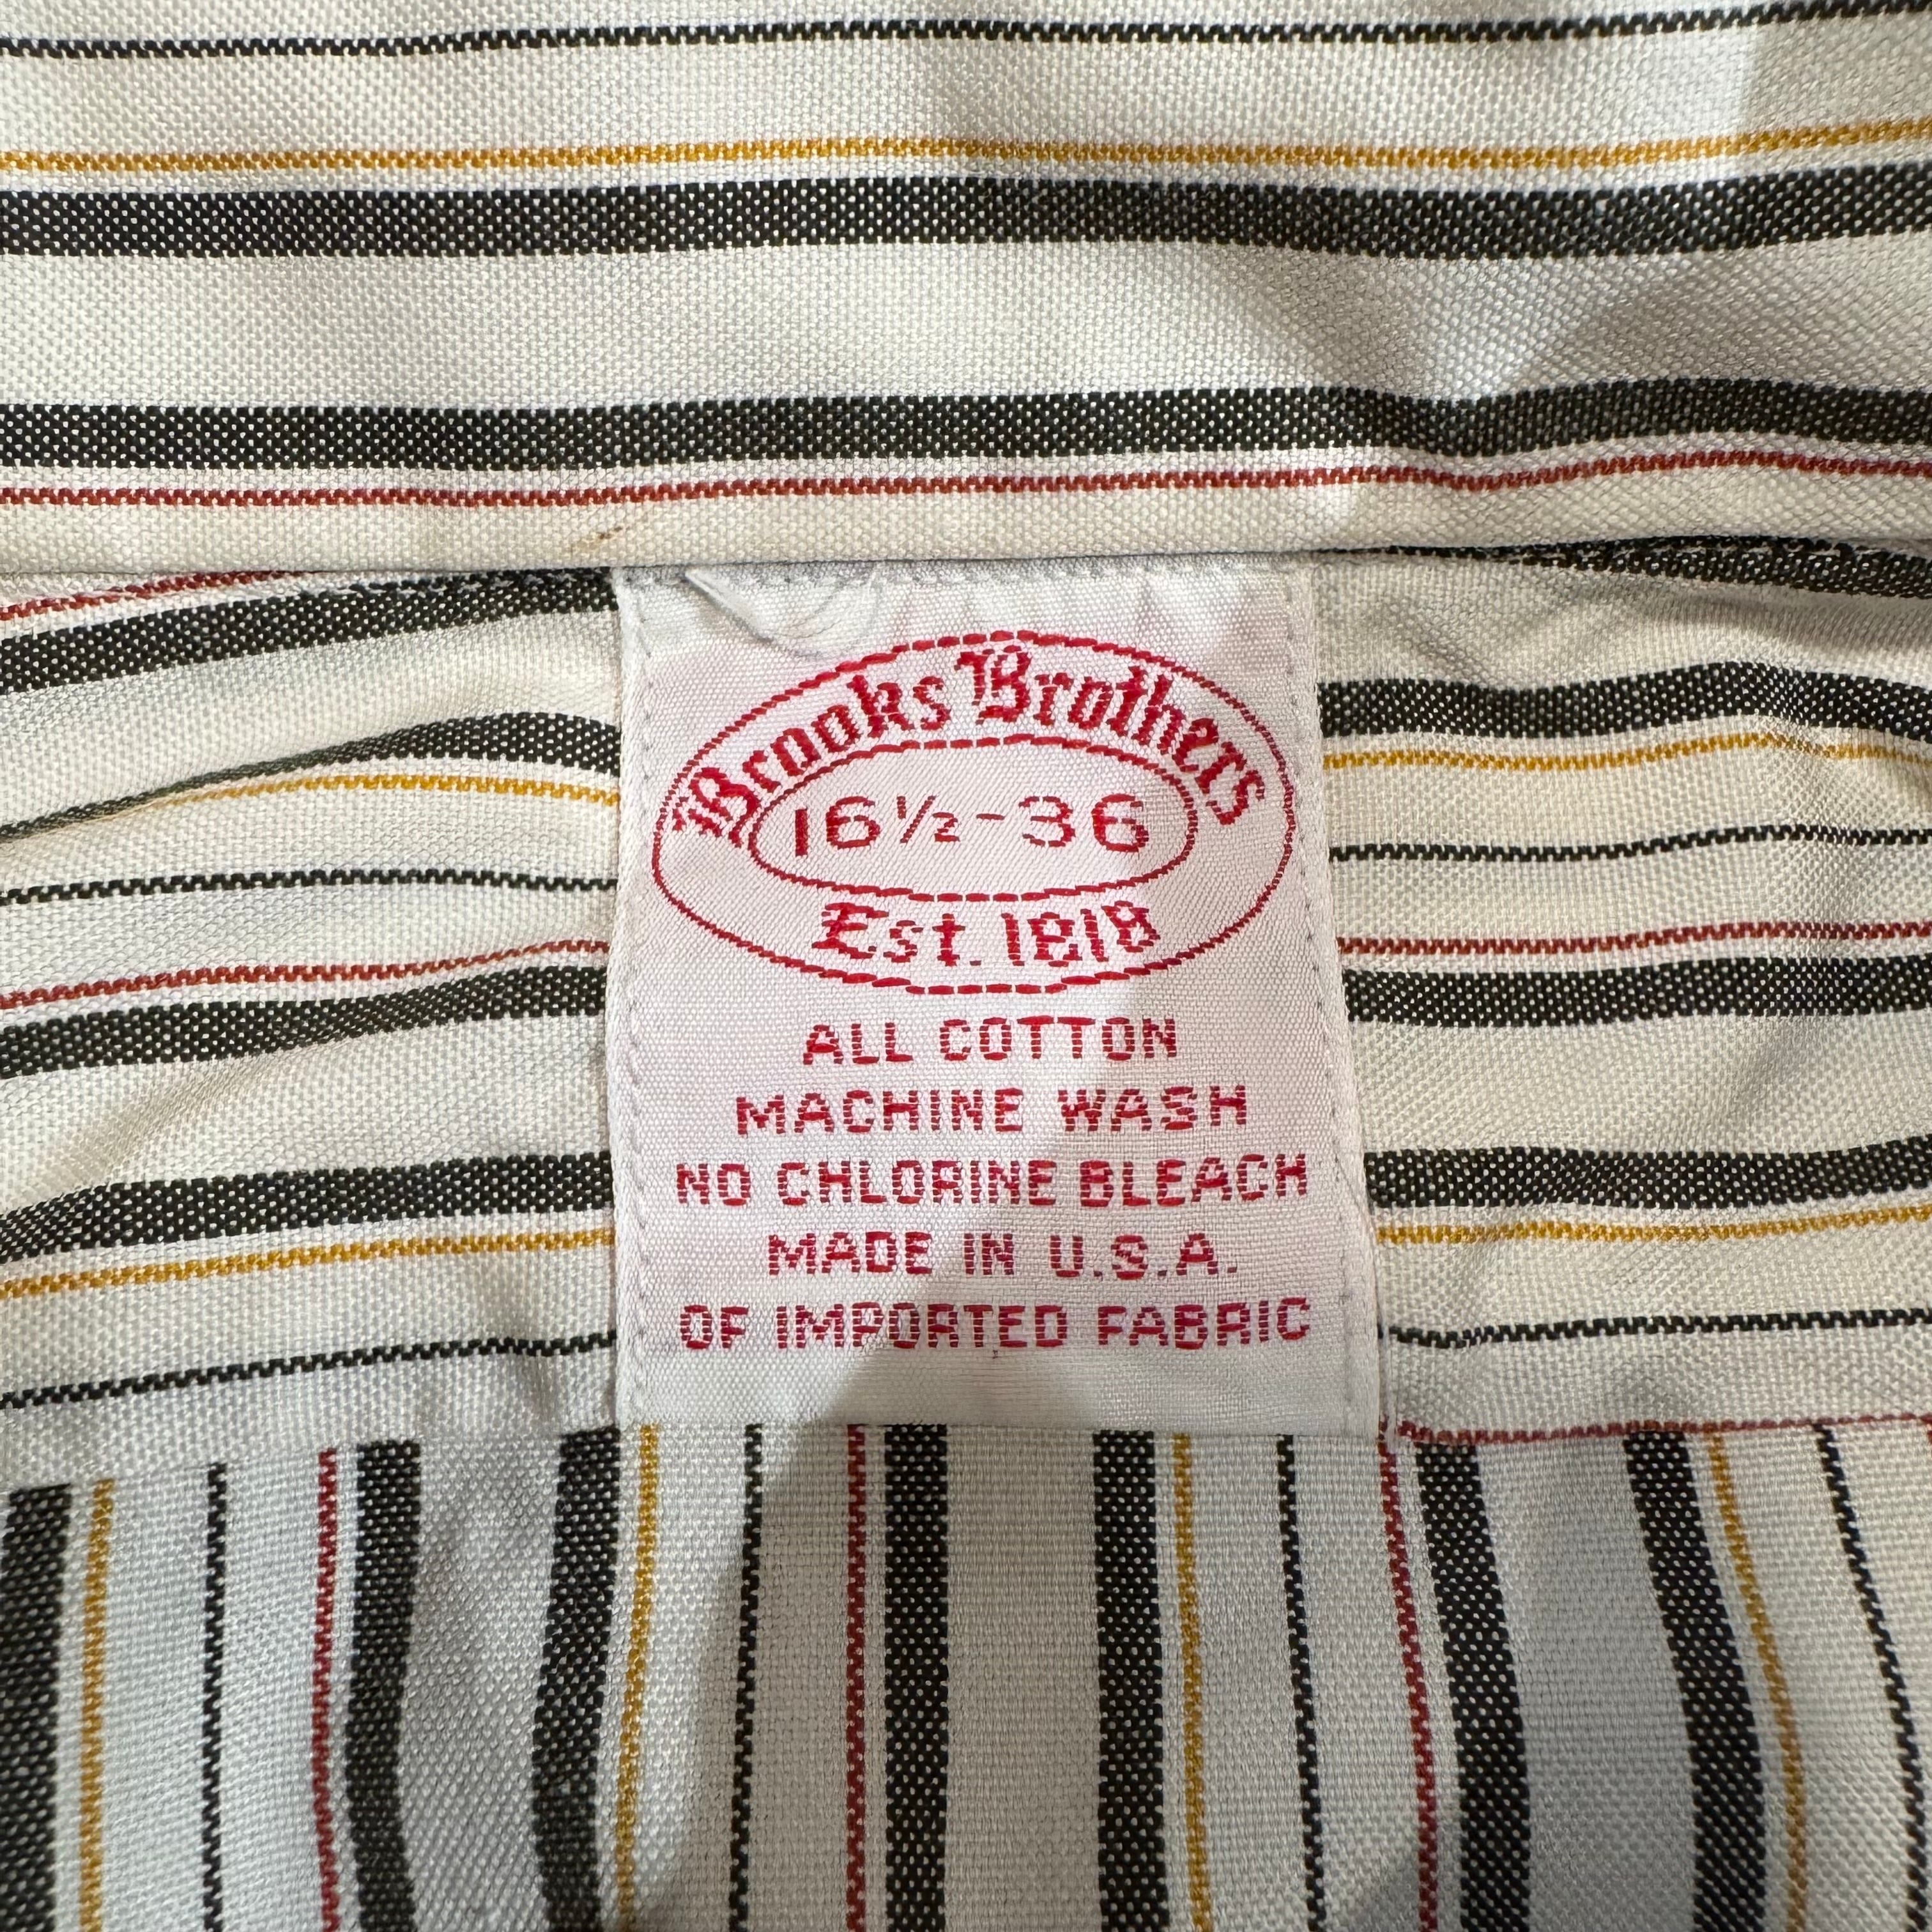 Brooks Brothers
16½-36
Est. 1818
ALL COTTON
MACHINE WASH
NO CHLORINE BLEACH
MADE IN U.S.A.
OF IMPORTED FABRIC